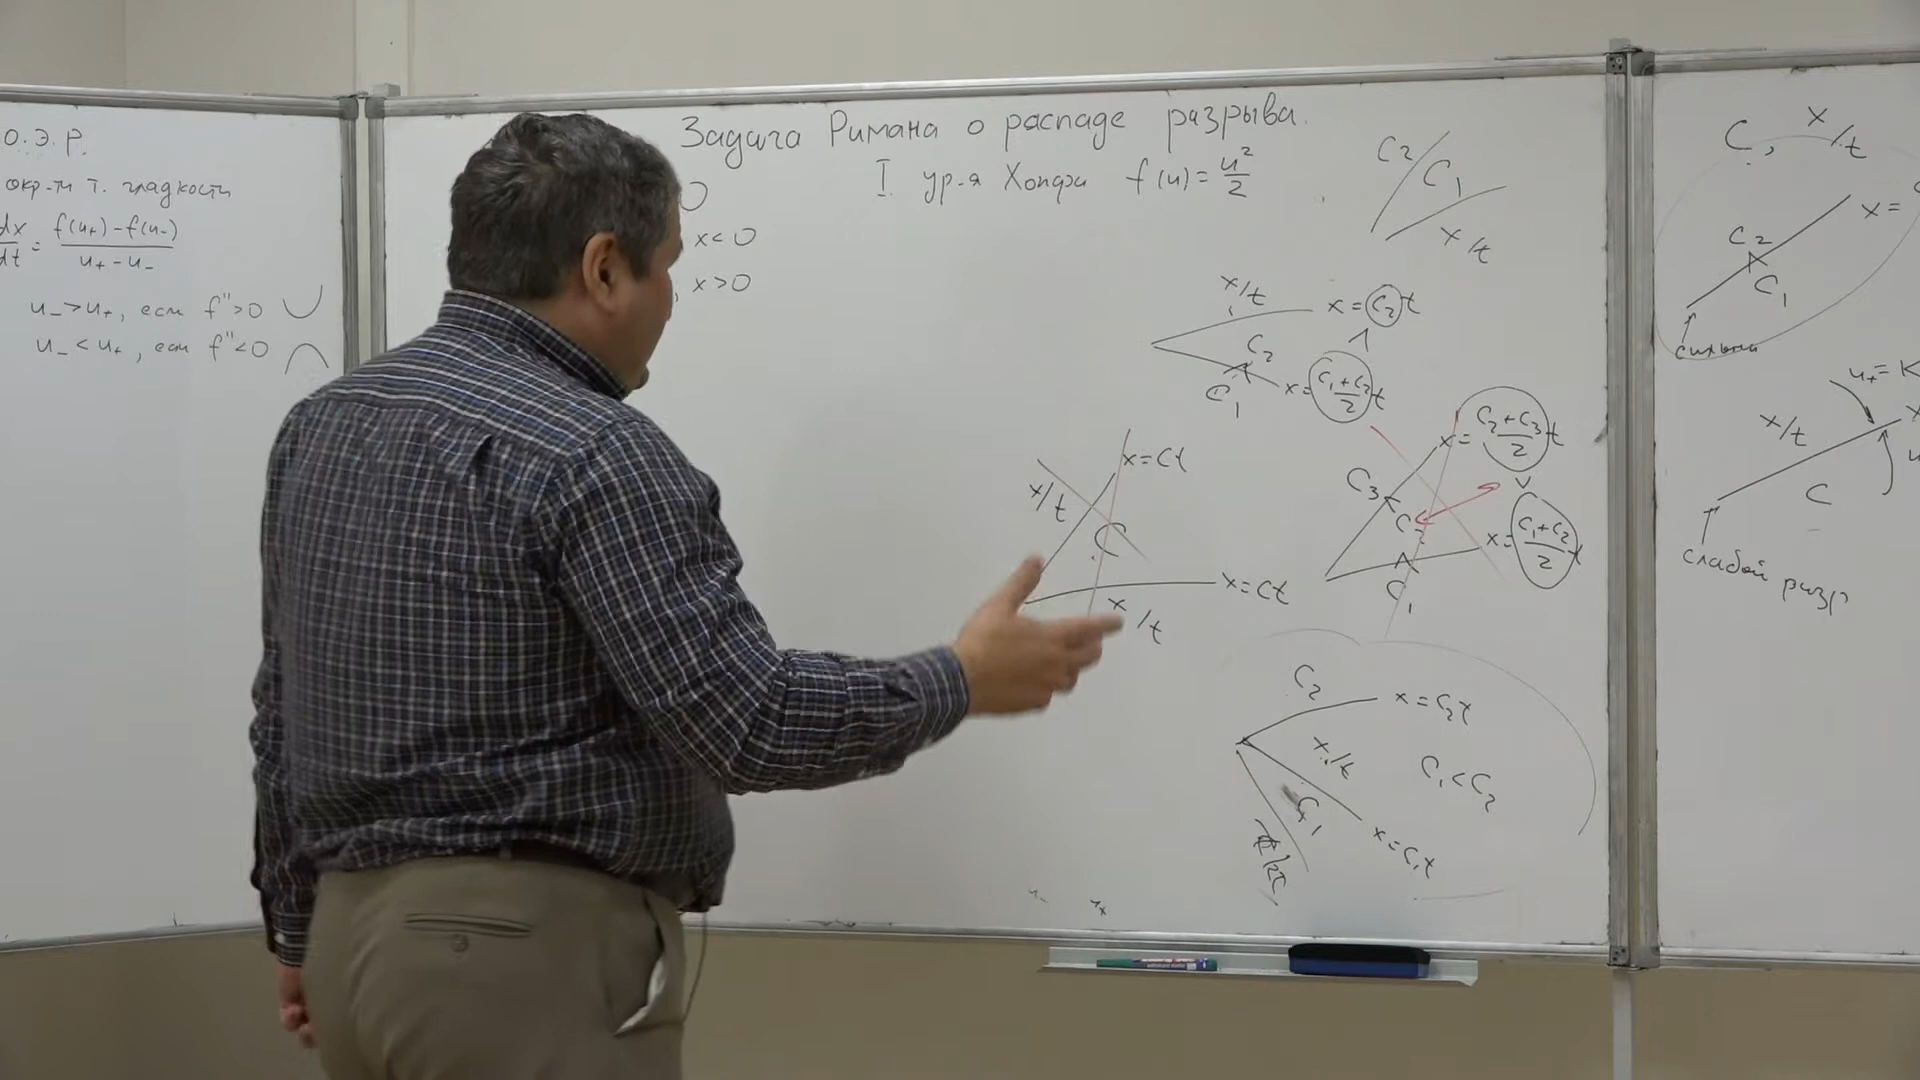 О.Э.Р.
окр-ти т. гладкости
dx/dt = (f(u₊)-f(u₋))/(u₊-u₋)
u₋>u₊, если f''>0
u₋<u₊, если f''<0
Задача Римана о распаде разрыва.
I. ур-я Хопфа f(u)=u²/2
0
x<0
, x>0
C₂ C₁
x/t
x/t x=C₂t
C₂
C₁ x=(C₁+C₂)/2 t
x=Ct
x/t
C
x=Ct
x/t
x=(C₂+C₃)/2 t
C₃
C₂
x=(C₁+C₂)/2 t
C₁
C₂ x=C₂t
x/t C₁<C₂
C₁
x=C₁t
C, x/t
x=
C₂
C₁
сильный
u₊=
x/t
C
слабый разр